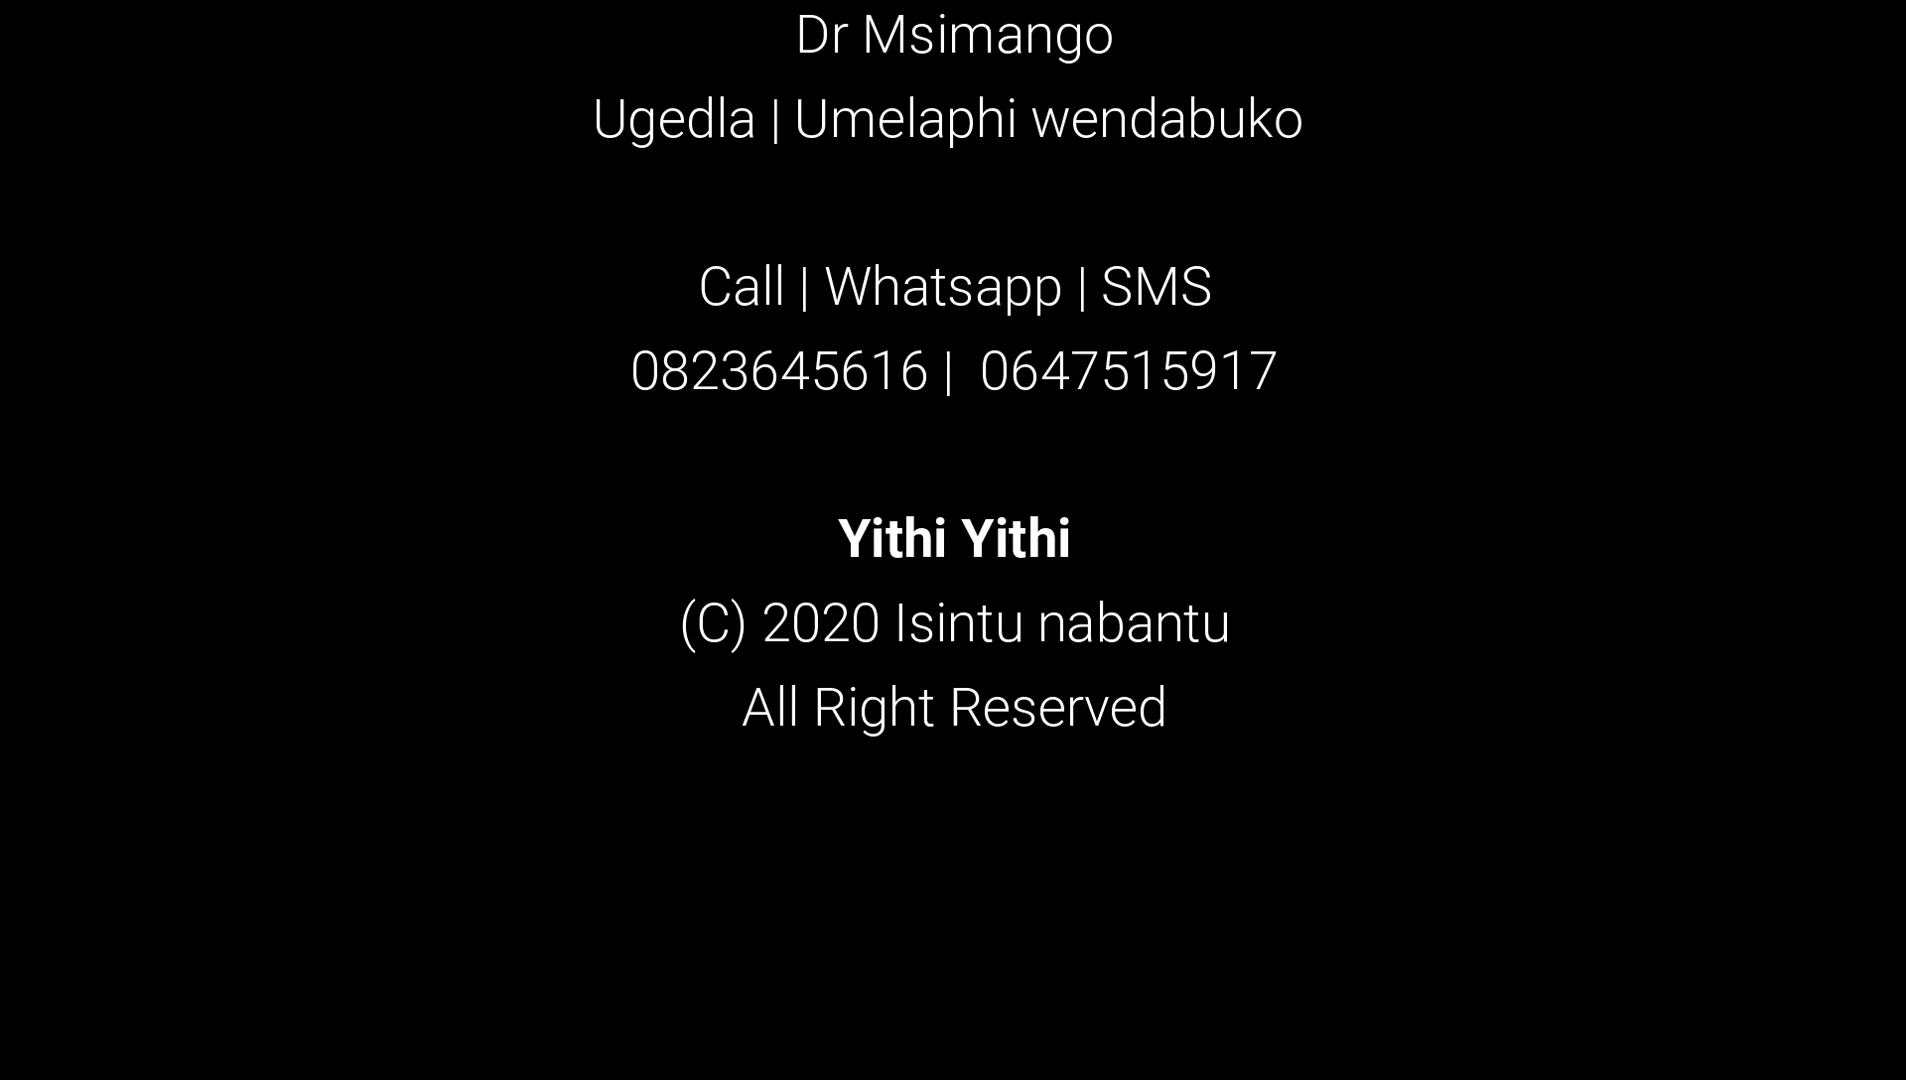 Dr Msimango
Ugedla | Umelaphi wendabuko
Call | Whatsapp | SMS
0823645616 | 0647515917
Yithi Yithi
(C) 2020 Isintu nabantu
All Right Reserved